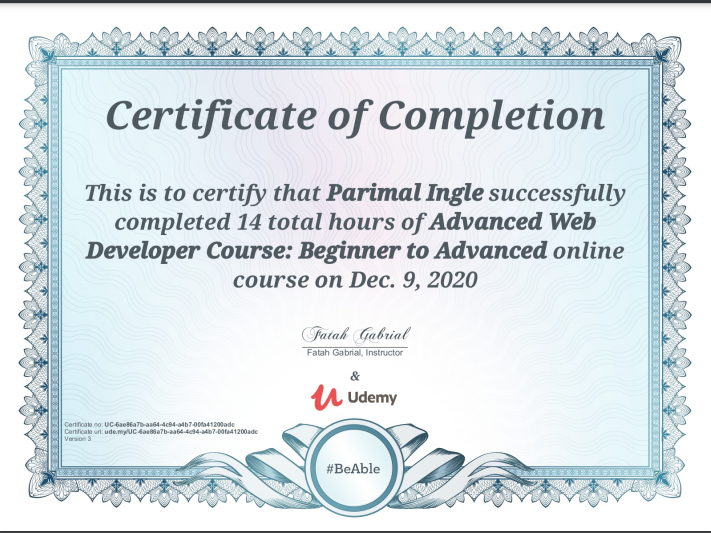 Certificate of Completion
This is to certify that Parimal Ingle successfully
completed 14 total hours of Advanced Web
Developer Course: Beginner to Advanced online
course on Dec. 9, 2020
Fatah Gabrial
Fatah Gabrial, Instructor
&
Udemy
Certificate no: UC-6ae86a7b-aa64-4c94-a4b7-00fa41200adc
Certificate url: ude.my/UC-6ae86a7b-aa64-4c94-a4b7-00fa41200adc
Version 3
#BeAble